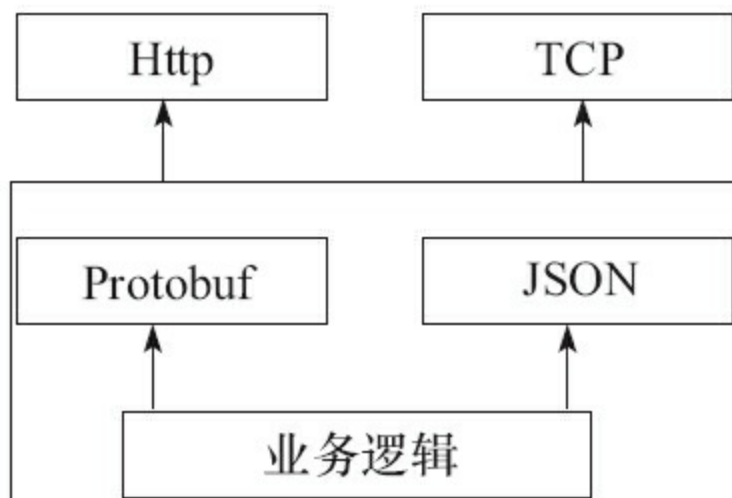 Http
TCP
Protobuf
JSON
业务逻辑